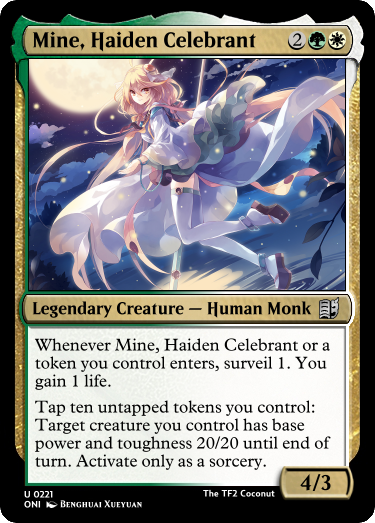 Mine, Haiden Celebrant 2
Legendary Creature — Human Monk
Whenever Mine, Haiden Celebrant or a
token you control enters, surveil 1. You
gain 1 life.
Tap ten untapped tokens you control:
Target creature you control has base
power and toughness 20/20 until end of
turn. Activate only as a sorcery.
4/3
U 0221
The TF2 Coconut
ONI Benghuai Xueyuan